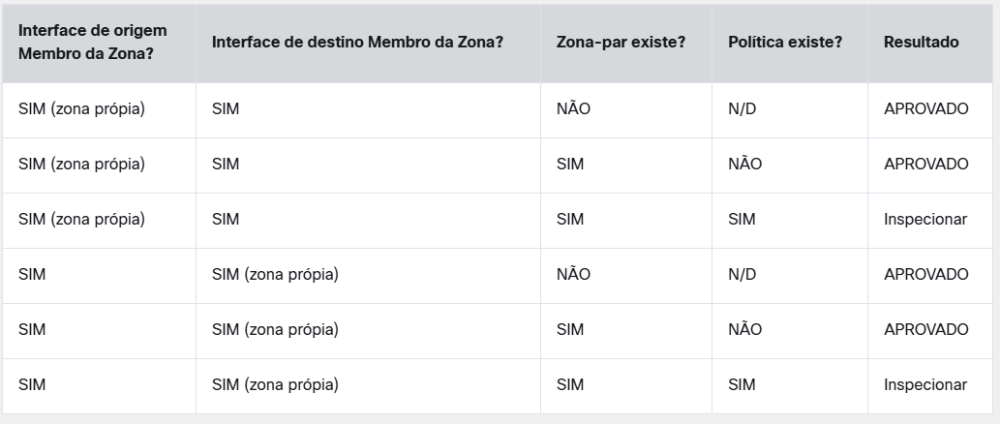 Interface de origem
Membro da Zona?
Interface de destino Membro da Zona?
Zona-par existe?
Política existe?
Resultado
SIM (zona própia)
SIM
NÃO
N/D
APROVADO
SIM (zona própia)
SIM
SIM
NÃO
APROVADO
SIM (zona própia)
SIM
SIM
SIM
Inspecionar
SIM
SIM (zona própia)
NÃO
N/D
APROVADO
SIM
SIM (zona própia)
SIM
NÃO
APROVADO
SIM
SIM (zona própia)
SIM
SIM
Inspecionar